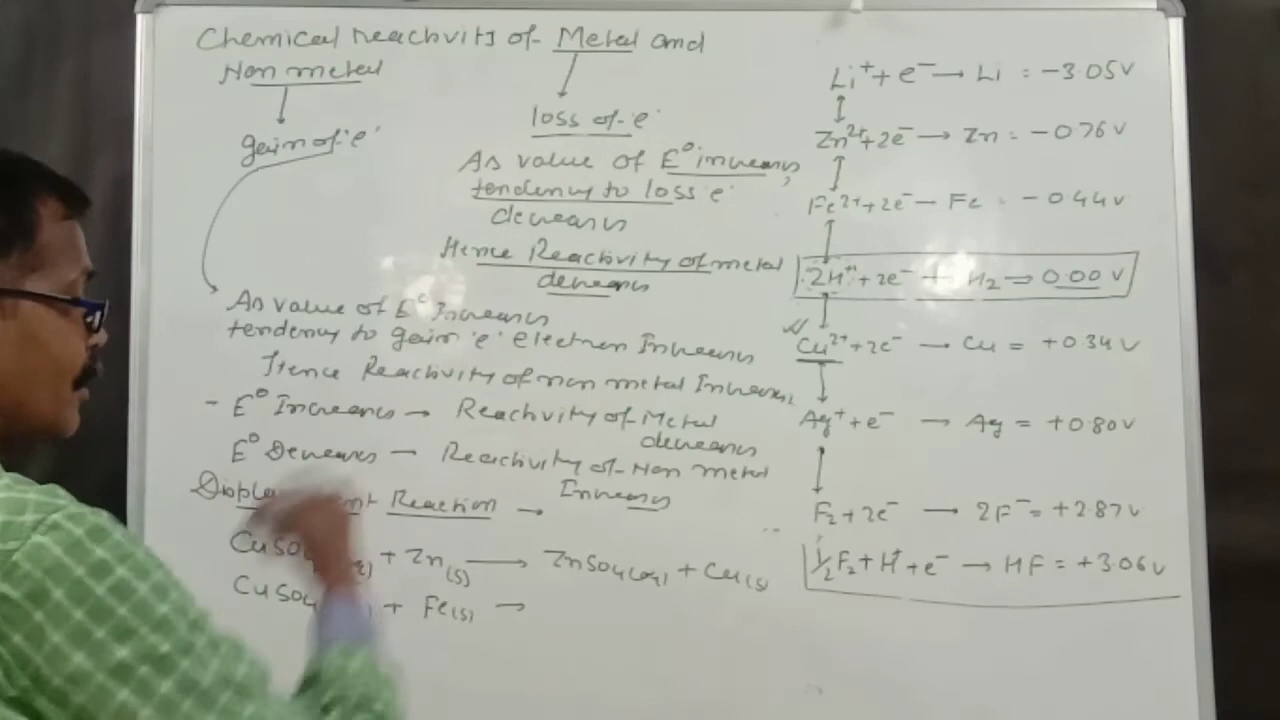 Chemical reactivity of Metal and
Non metal
loss of 'e'
gain of 'e'
As value of E° increases,
tendency to loss e'
decreases
Hence Reactivity of metal
decreases
As value of E° Increases
tendency to gain 'e' electron Increases
Hence Reactivity of non metal Increases
- E° Increases → Reactivity of Metal
decreases
E° Decreases → Reactivity of Non metal
Increases
Reaction →
+ Zn(s) → ZnSO4(aq) + Cu(s)
+ Fe(s) →
Li⁺ + e⁻ → Li = -3.05V
Zn²⁺ + 2e⁻ → Zn = -0.76 V
Fe²⁺ + 2e⁻ — Fe = -0.44 V
2H⁺ + 2e⁻ → H₂ → 0.00 V
Cu²⁺ + 2e⁻ → Cu = +0.34 V
Ag⁺ + e⁻ → Ag = +0.80 V
F₂ + 2e⁻ → 2F⁻ = +2.87 V
½F₂ + H⁺ + e⁻ → HF = +3.06 V